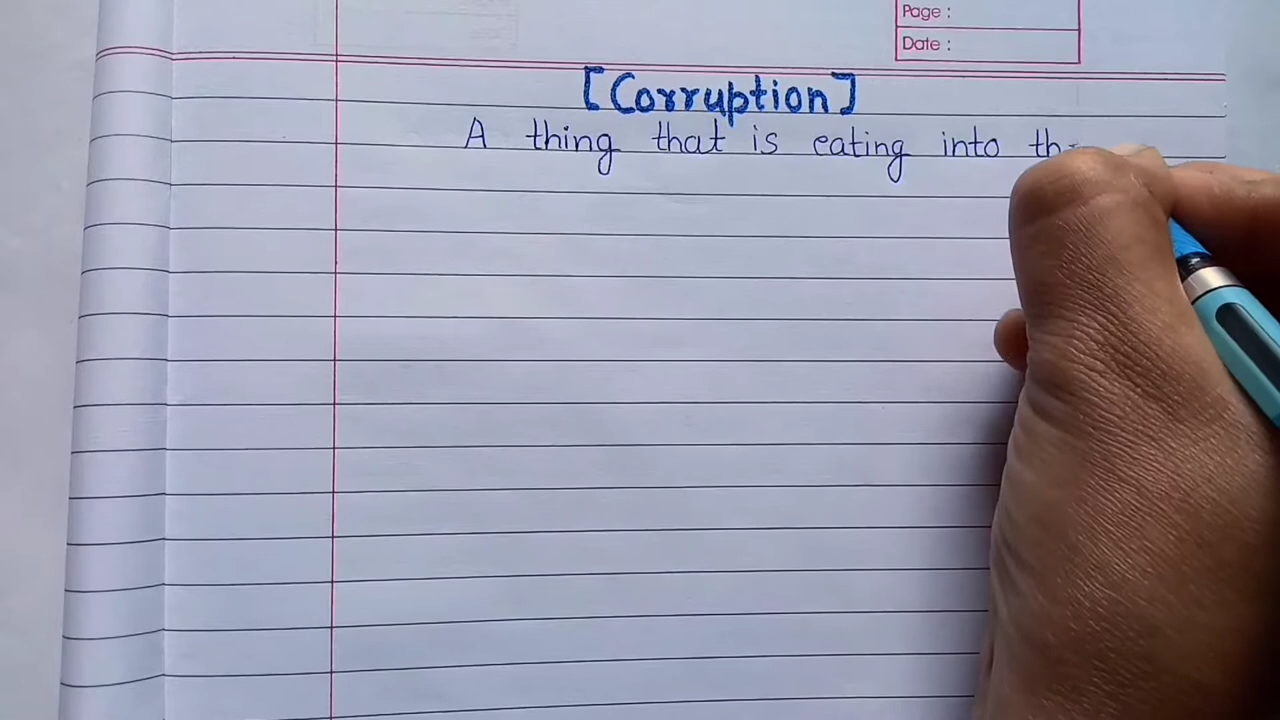 Page :
Date :
[Corruption]
A thing that is eating into